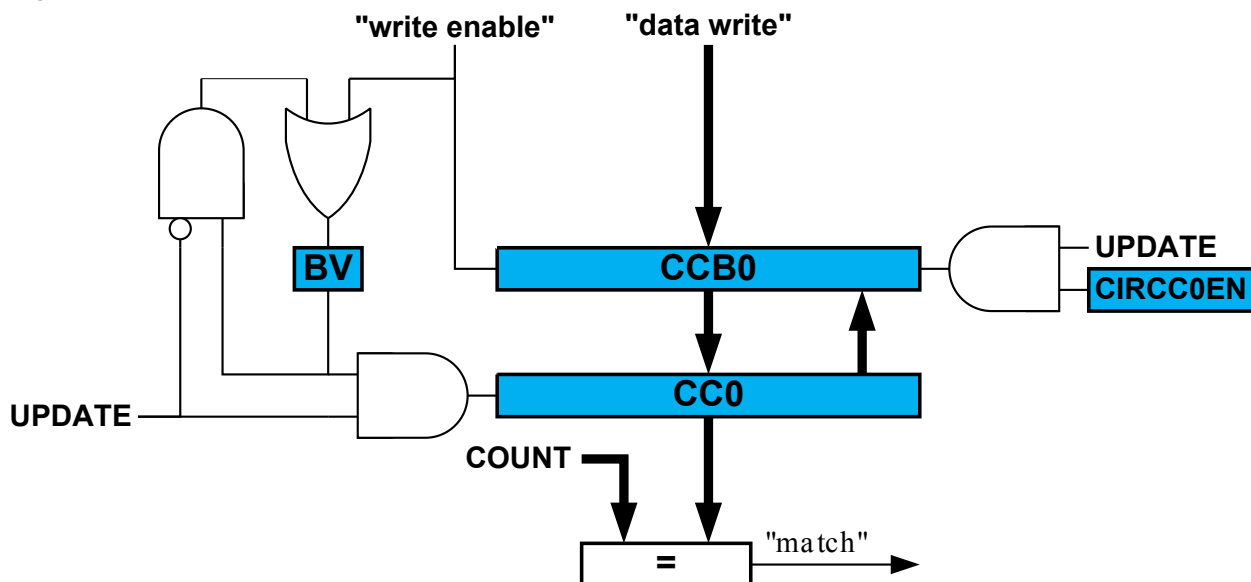 "write enable"
"data write"
BV
CCB0
UPDATE
CIRCC0EN
UPDATE
CC0
COUNT
=
"match"